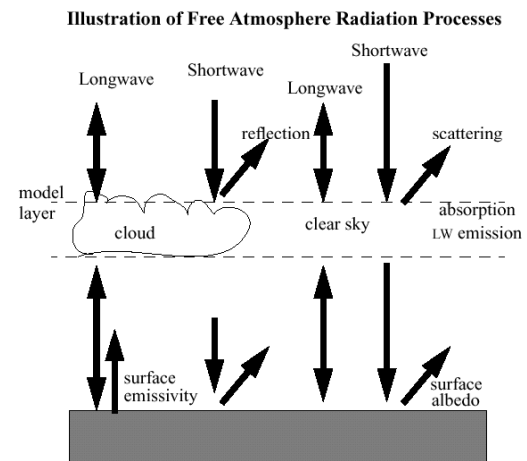 Illustration of Free Atmosphere Radiation Processes
Shortwave
Longwave
Shortwave
Longwave
reflection
scattering
model
layer
cloud
clear sky
absorption
LW emission
surface
emissivity
surface
albedo